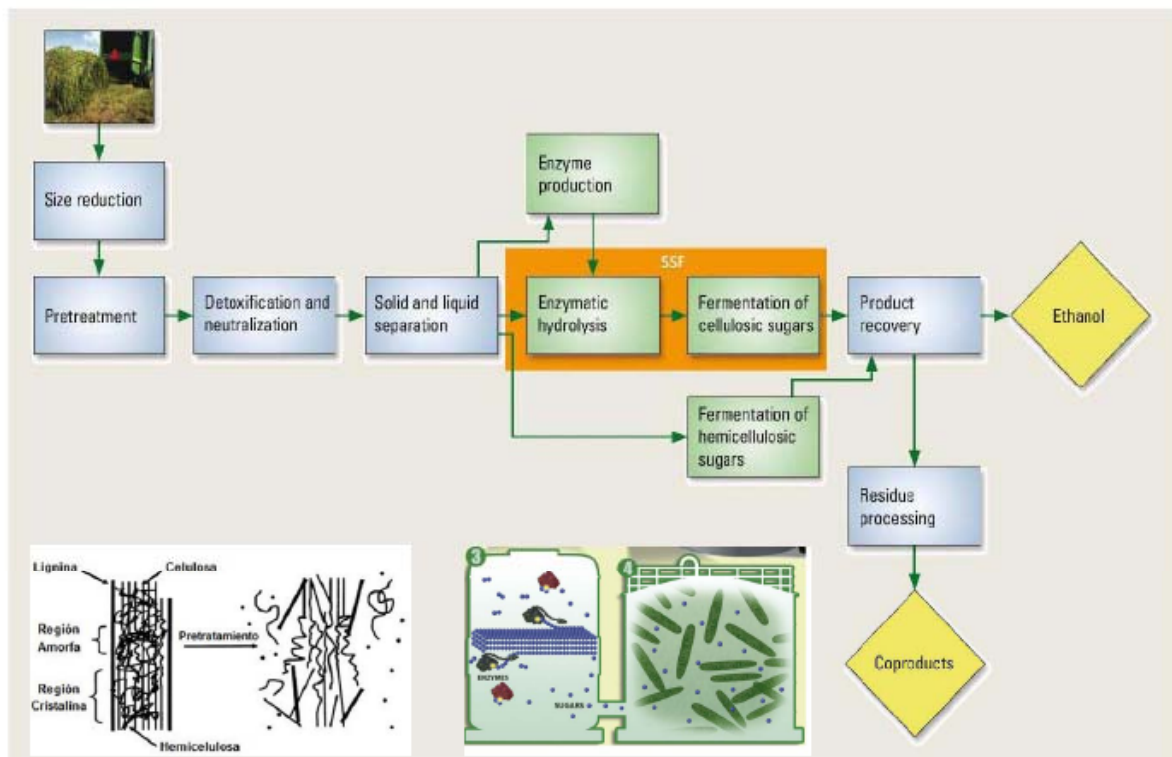 Size reduction
Pretreatment
Detoxification and
neutralization
Solid and liquid
separation
Enzyme
production
SSF
Enzymatic
hydrolysis
Fermentation of
cellulosic sugars
Fermentation of
hemicellulosic
sugars
Product
recovery
Ethanol
Residue
processing
Coproducts
Lignina
Celulosa
Región
Amorfa
Pretratamiento
Región
Cristalina
Hemicelulosa
3
ENZYMES
SUGARS
4